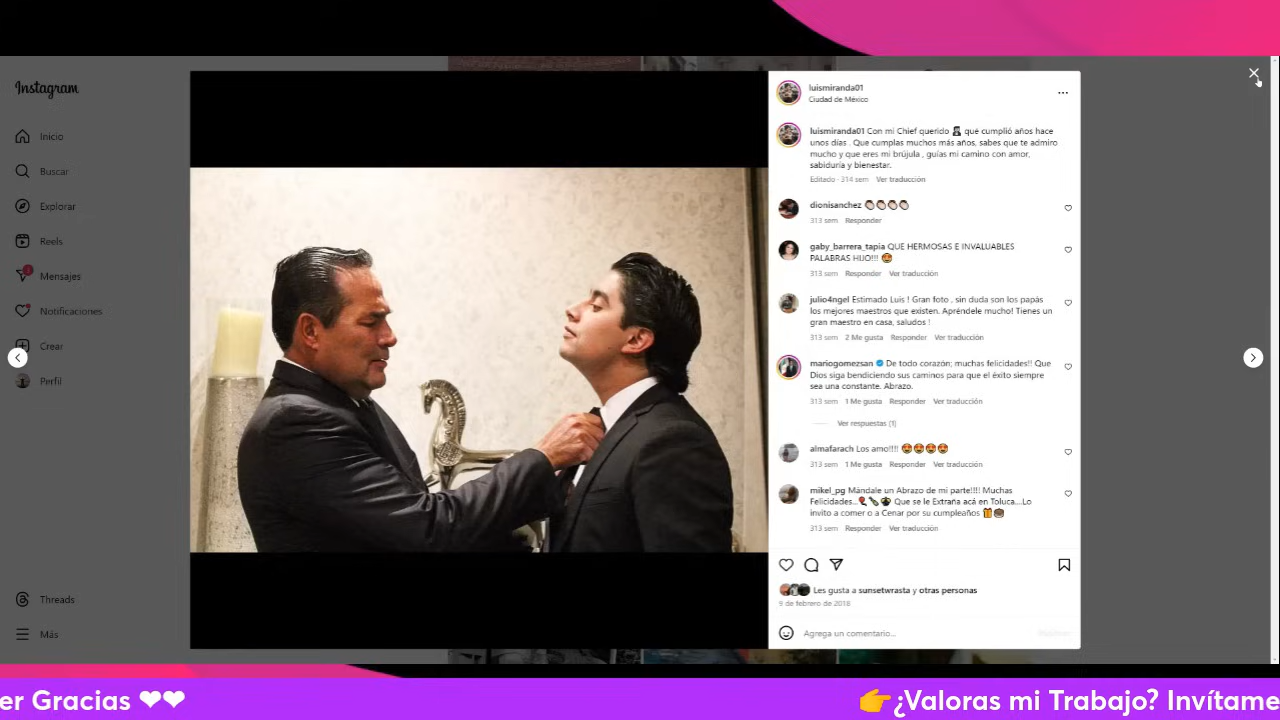 Instagram
Inicio
Buscar
Explorar
Reels
Mensajes
Notificaciones
Crear
Perfil
Threads
Más
luismiranda01
Ciudad de México
luismiranda01 Con mi Chief querido 🕵🏻‍♂️ qué cumplió años hace
unos días . Que cumplas muchos más años, sabes que te admiro
mucho y que eres mi brújula , guías mi camino con amor,
sabiduría y bienestar.
Editado · 314 sem Ver traducción
dionisanchez 👏🏻👏🏻👏🏻👏🏻
313 sem Responder
gaby_barrera_tapia QUE HERMOSAS E INVALUABLES
PALABRAS HIJO!!! 😍
313 sem Responder Ver traducción
julio4ngel Estimado Luis ! Gran foto , sin duda son los papás
los mejores maestros que existen. Apréndele mucho! Tienes un
gran maestro en casa, saludos !
313 sem 2 Me gusta Responder Ver traducción
mariogomezsan De todo corazón; muchas felicidades!! Que
Dios siga bendiciendo sus caminos para que el éxito siempre
sea una constante. Abrazo.
313 sem 1 Me gusta Responder Ver traducción
Ver respuestas (1)
almafarach Los amo!!!! 😍😍😍😍
313 sem 1 Me gusta Responder Ver traducción
mikel_pg Mándale un Abrazo de mi parte!!!! Muchas
Felicidades...🎈🍾💣 Que se le Extraña acá en Toluca....Lo
invito a comer o a Cenar por su cumpleaños 🎁🎂
313 sem Responder Ver traducción
Les gusta a sunsetwrasta y otras personas
9 de febrero de 2018
Agrega un comentario...
er Gracias ❤❤ 👉¿Valoras mi Trabajo? Invítame